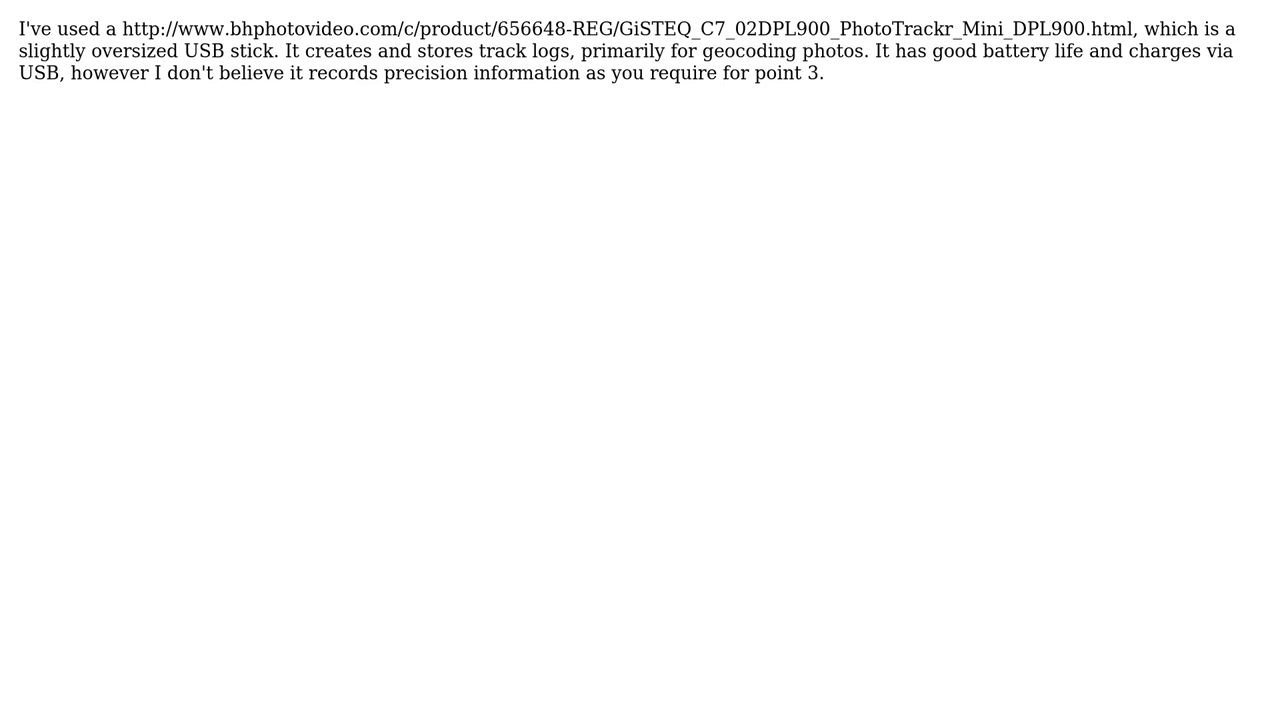 I've used a http://www.bhphotovideo.com/c/product/656648-REG/GiSTEQ_C7_02DPL900_PhotoTrackr_Mini_DPL900.html, which is a
slightly oversized USB stick. It creates and stores track logs, primarily for geocoding photos. It has good battery life and charges via
USB, however I don't believe it records precision information as you require for point 3.